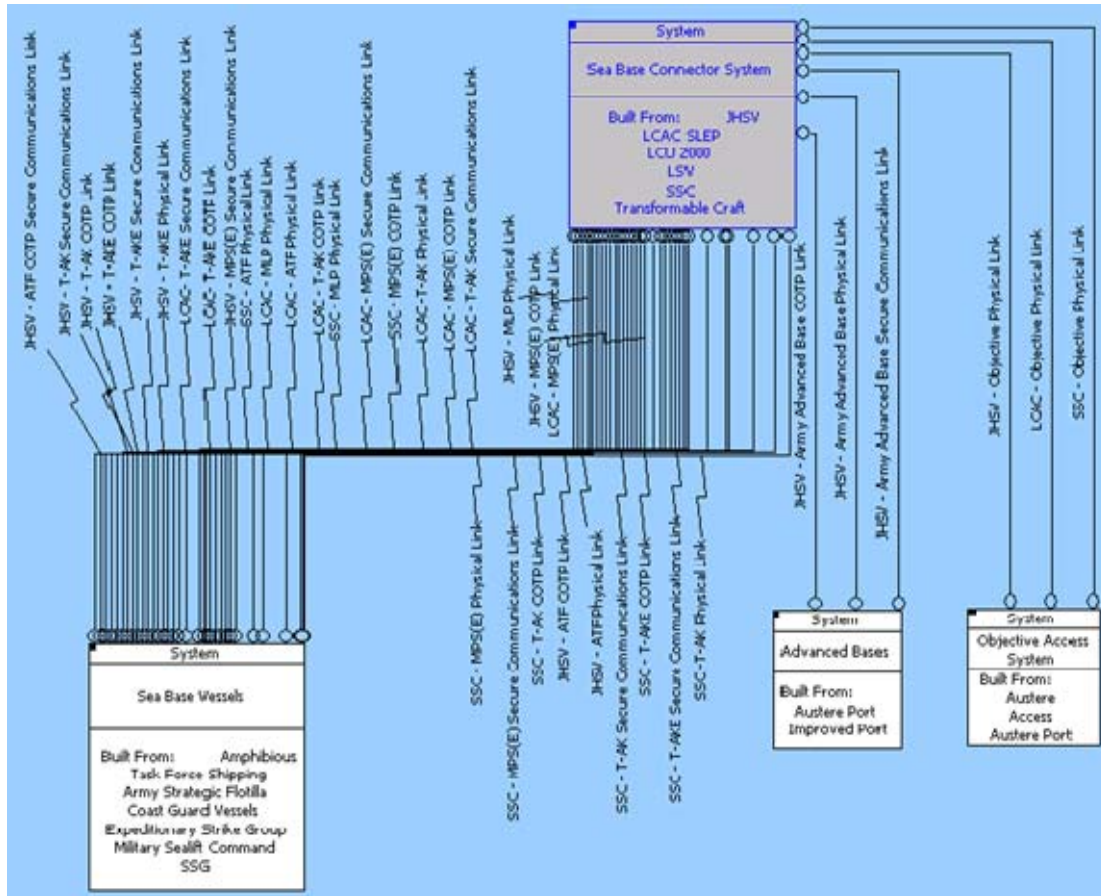 JHSV - ATF COTP Secure Communications Link
JHSV - T-AK Secure Communications Link
JHSV - T-AK COTP Link
JHSV - T-AKE COTP Link
JHSV - T-AKE Secure Communications Link
JHSV - T-AKE Physical Link
LCAC - T-AKE Secure Communications Link
LCAC - T-AKE COTP Link
JHSV - MPS(E) Secure Communications Link
SSC - ATF Physical Link
LCAC - MLP Physical Link
LCAC - ATF Physical Link
LCAC - T-AK COTP Link
SSC - MLP Physical Link
LCAC - MPS(E) Secure Communications Link
SSC - MPS(E) COTP Link
LCAC - T-AK Physical Link
LCAC - MPS(E) COTP Link
LCAC - T-AK Secure Communications Link
JHSV - MLP Physical Link
JHSV - MPS(E) COTP Link
LCAC - MPS(E) Physical Link
System
Sea Base Connector System
Built From: JHSV
LCAC SLEP
LCU 2000
LSV
SSC
Transformable Craft
JHSV - Army Advanced Base COTP Link
JHSV - Army Advanced Base Physical Link
JHSV - Army Advanced Base Secure Communications Link
JHSV - Objective Physical Link
LCAC - Objective Physical Link
SSC - Objective Physical Link
SSC - MPS(E) Physical Link
SSC - MPS(E) Secure Communications Link
SSC - T-AK COTP Link
JHSV - ATF COTP Link
JHSV - ATF Physical Link
SSC - T-AK Secure Communications Link
SSC - T-AKE COTP Link
SSC - T-AKE Secure Communications Link
SSC - T-AK Physical Link
System
Sea Base Vessels
Built From: Amphibious
Task Force Shipping
Army Strategic Flotilla
Coast Guard Vessels
Expeditionary Strike Group
Military Sealift Command
SSG
System
Advanced Bases
Built From:
Austere Port
Improved Port
System
Objective Access
System
Built From:
Austere
Access
Austere Port